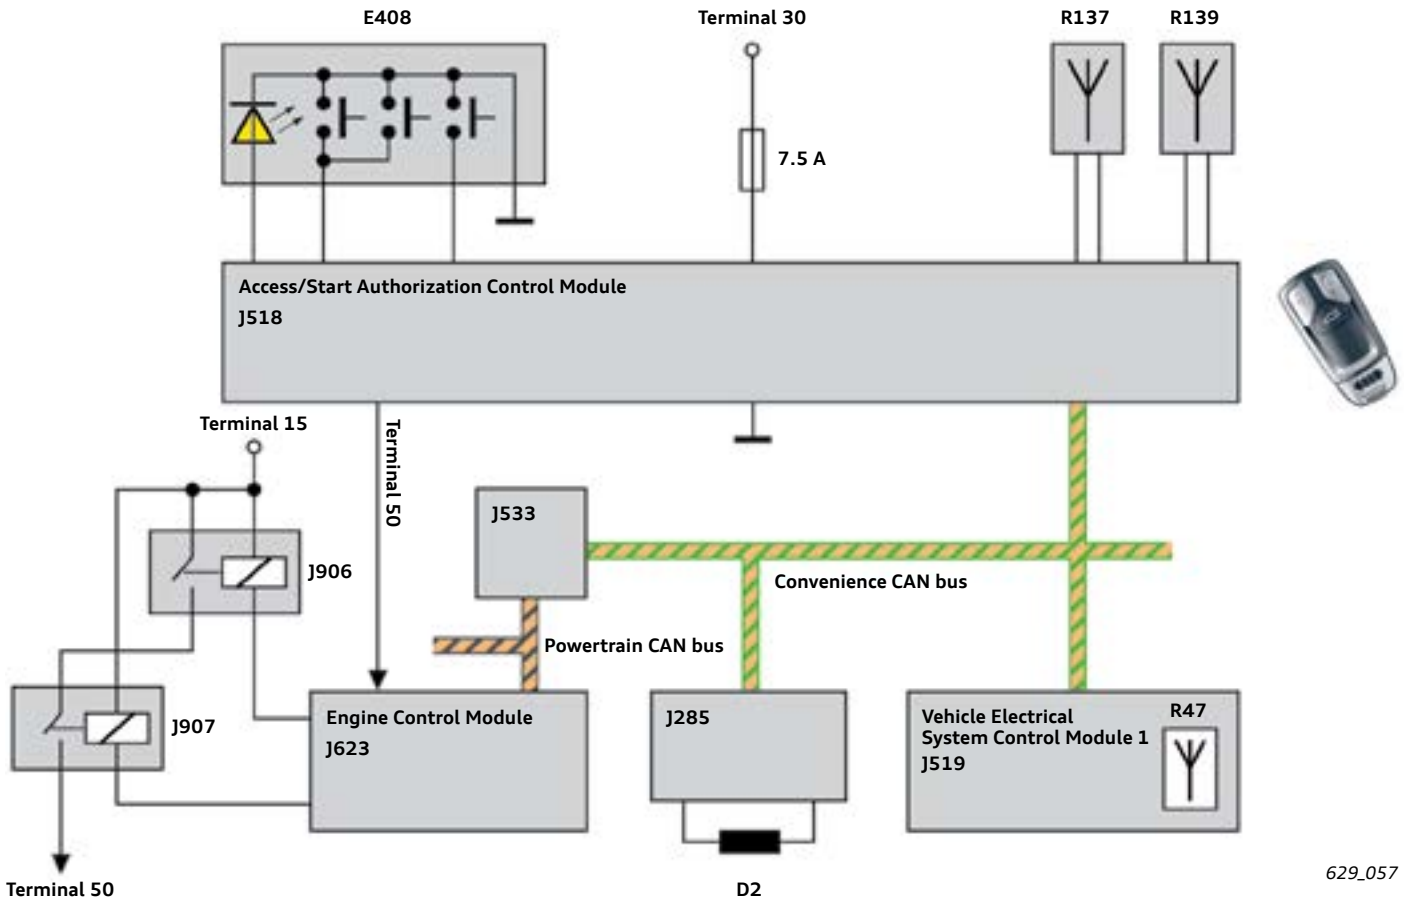 E408
Terminal 30
R137
R139
7.5 A
Access/Start Authorization Control Module
J518
Terminal 15
Terminal 50
J533
J906
Convenience CAN bus
Powertrain CAN bus
J907
Engine Control Module
J623
J285
Vehicle Electrical
System Control Module 1
J519
R47
Terminal 50
D2
629_057